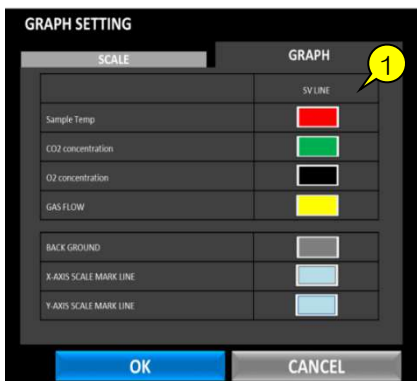 GRAPH SETTING
SCALE GRAPH
1
SV LINE
Sample Temp
CO2 concentration
O2 concentration
GAS FLOW
BACK GROUND
X-AXIS SCALE MARK LINE
Y-AXIS SCALE MARK LINE
OK CANCEL